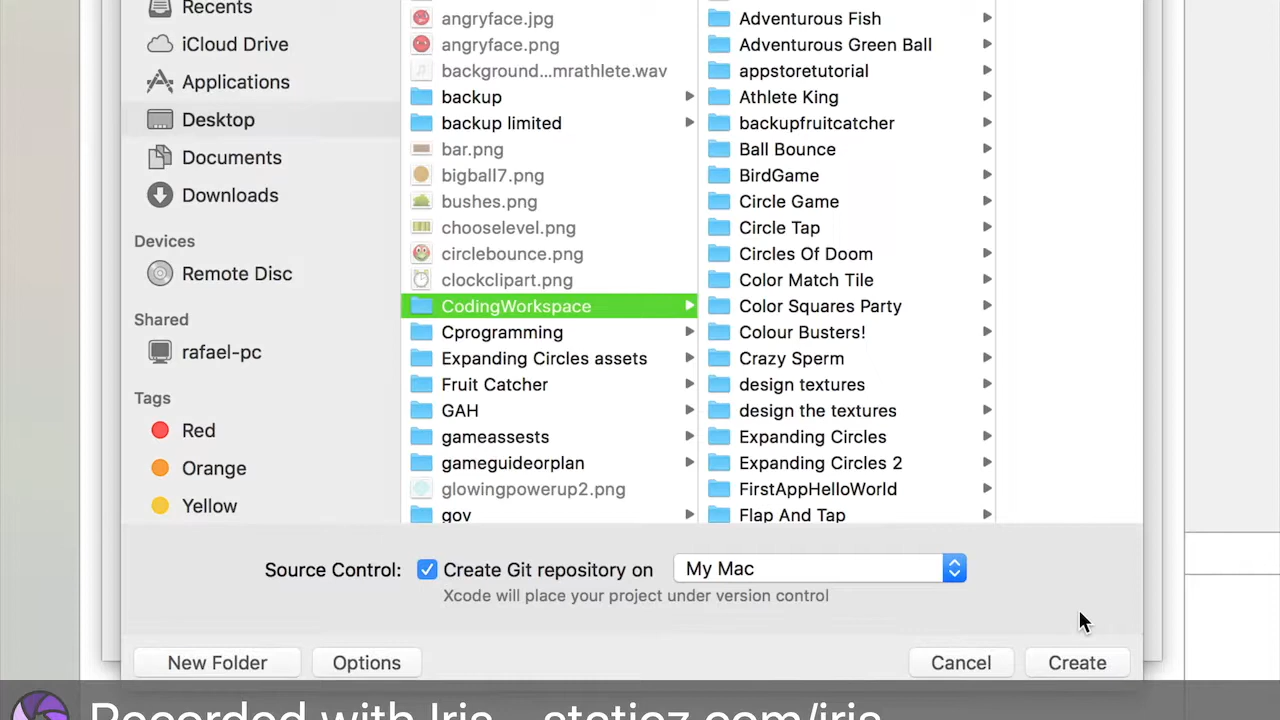 Recents
iCloud Drive
Applications
Desktop
Documents
Downloads
Devices
Remote Disc
Shared
rafael-pc
Tags
Red
Orange
Yellow
angryface.jpg
angryface.png
background...mrathlete.wav
backup
backup limited
bar.png
bigball7.png
bushes.png
chooselevel.png
circlebounce.png
clockclipart.png
CodingWorkspace
Cprogramming
Expanding Circles assets
Fruit Catcher
GAH
gameassests
gameguideorplan
glowingpowerup2.png
gov
Adventurous Fish
Adventurous Green Ball
appstoretutorial
Athlete King
backupfruitcatcher
Ball Bounce
BirdGame
Circle Game
Circle Tap
Circles Of Doom
Color Match Tile
Color Squares Party
Colour Busters!
Crazy Sperm
design textures
design the textures
Expanding Circles
Expanding Circles 2
FirstAppHelloWorld
Flap And Tap
Source Control: Create Git repository on My Mac
Xcode will place your project under version control
New Folder Options Cancel Create
Recorded with Iris - staticz.com/iris